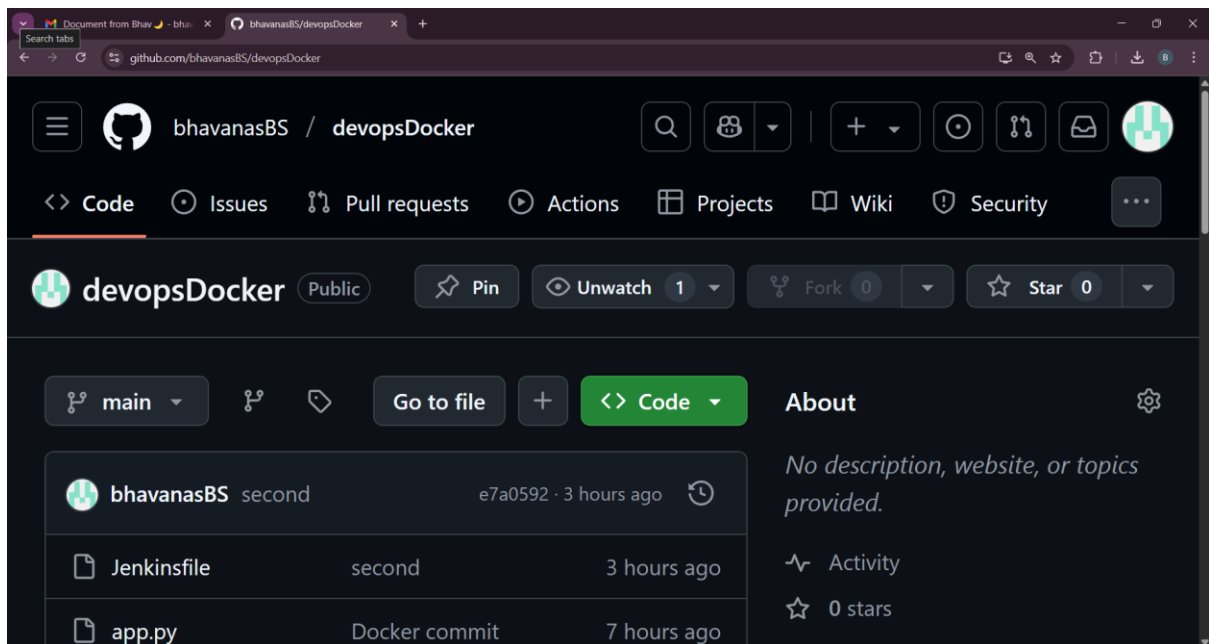 Document from Bhav 🌙 - bhav
bhavanasBS/devopsDocker
Search tabs
github.com/bhavanasBS/devopsDocker
B
bhavanasBS / devopsDocker
Code Issues Pull requests Actions Projects Wiki Security
devopsDocker Public Pin Unwatch 1 Fork 0 Star 0
main Go to file Code About
No description, website, or topics
provided.
bhavanasBS second e7a0592 · 3 hours ago
Jenkinsfile second 3 hours ago
Activity
0 stars
app.py Docker commit 7 hours ago